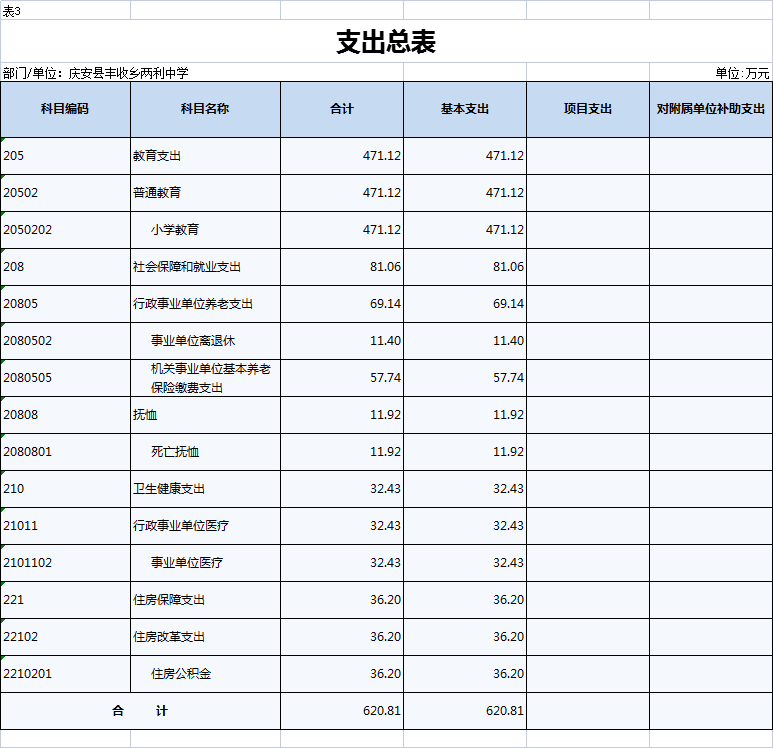 表3
支出总表
部门/单位：庆安县丰收乡两利中学 单位:万元
科目编码 科目名称 合计 基本支出 项目支出 对附属单位补助支出
205 教育支出 471.12 471.12
20502 普通教育 471.12 471.12
2050202 小学教育 471.12 471.12
208 社会保障和就业支出 81.06 81.06
20805 行政事业单位养老支出 69.14 69.14
2080502 事业单位离退休 11.40 11.40
2080505 机关事业单位基本养老
保险缴费支出 57.74 57.74
20808 抚恤 11.92 11.92
2080801 死亡抚恤 11.92 11.92
210 卫生健康支出 32.43 32.43
21011 行政事业单位医疗 32.43 32.43
2101102 事业单位医疗 32.43 32.43
221 住房保障支出 36.20 36.20
22102 住房改革支出 36.20 36.20
2210201 住房公积金 36.20 36.20
合 计 620.81 620.81